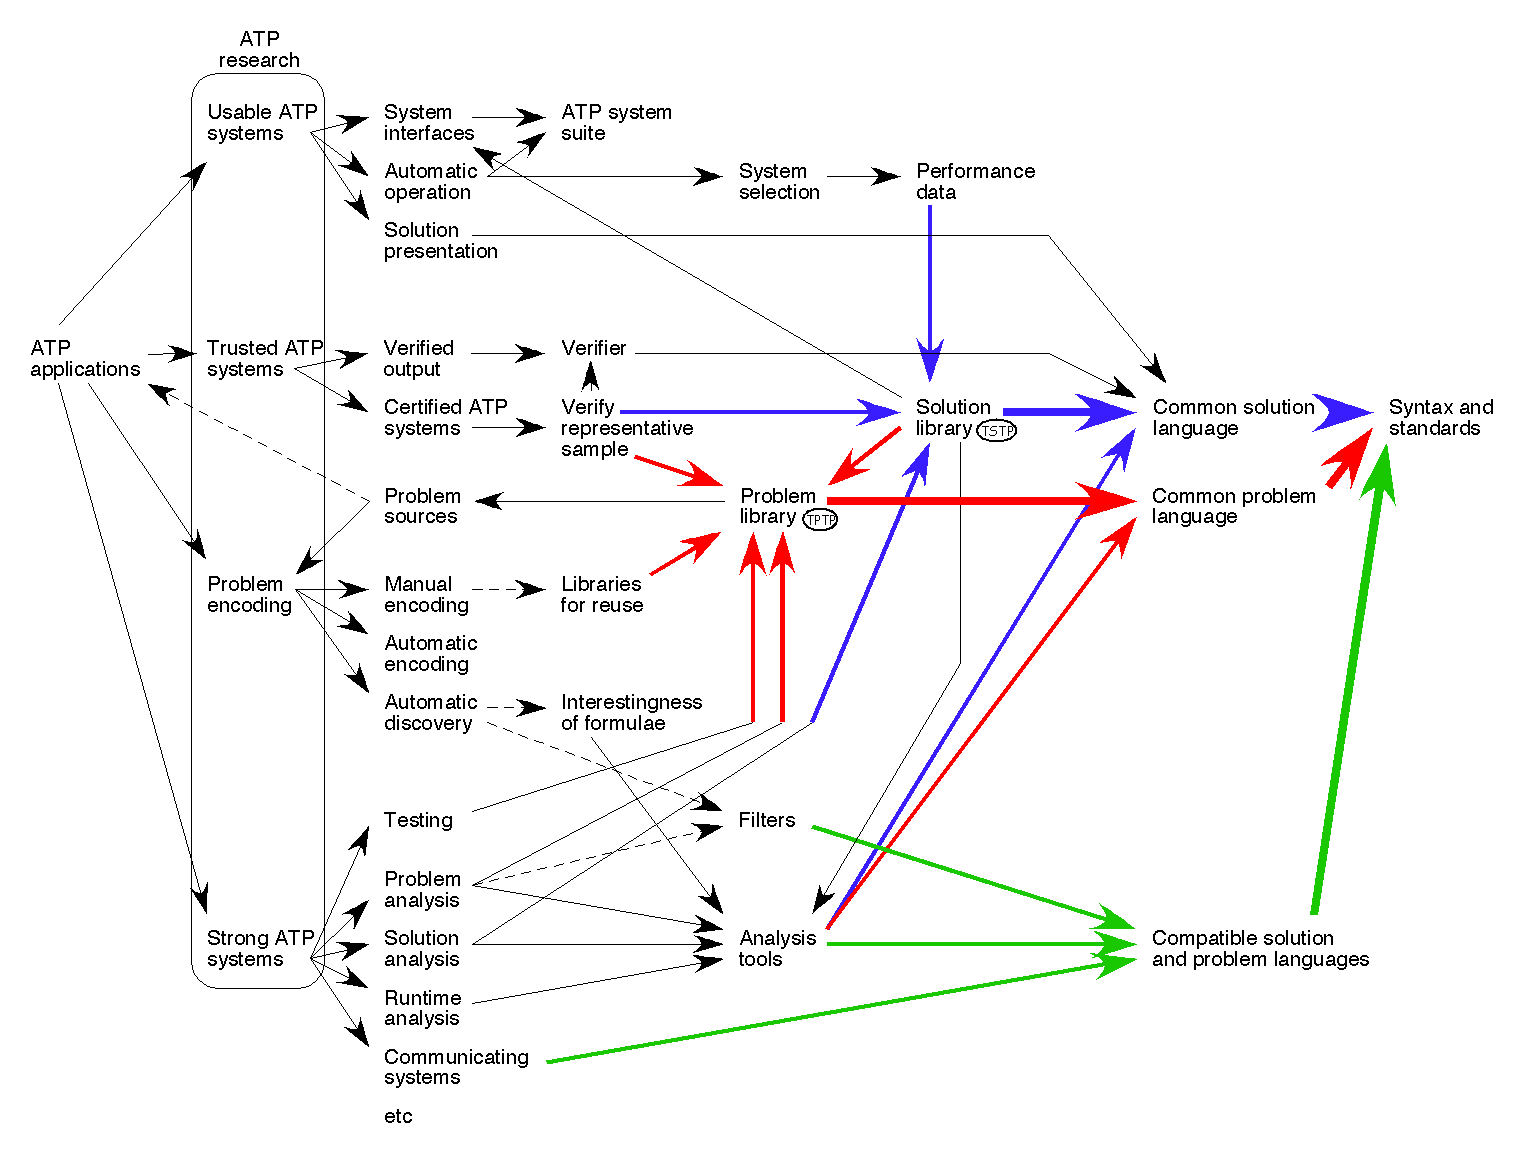 ATP
research
Usable ATP
systems
System
interfaces
ATP system
suite
Automatic
operation
System
selection
Performance
data
Solution
presentation
ATP
applications
Trusted ATP
systems
Verified
output
Verifier
Certified ATP
systems
Verify
representative
sample
Solution
library
TSTP
Common solution
language
Syntax and
standards
Problem
sources
Problem
library
TPTP
Common problem
language
Problem
encoding
Manual
encoding
Libraries
for reuse
Automatic
encoding
Automatic
discovery
Interestingness
of formulae
Testing
Filters
Problem
analysis
Strong ATP
systems
Solution
analysis
Analysis
tools
Compatible solution
and problem languages
Runtime
analysis
Communicating
systems
etc